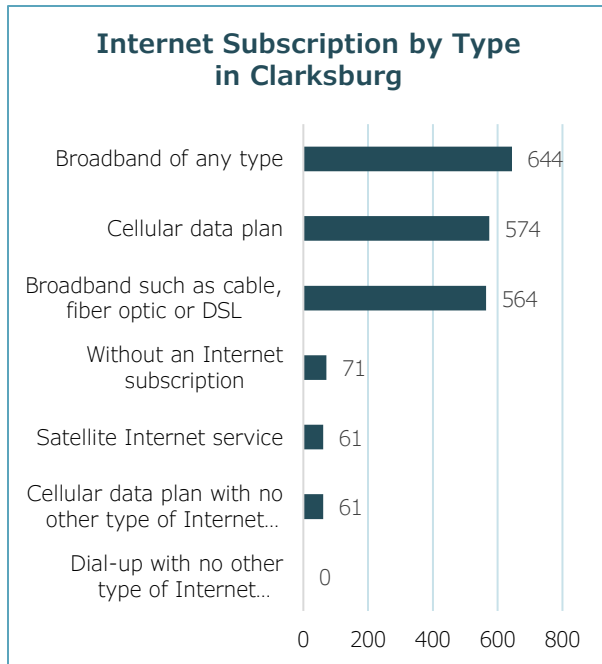 Internet Subscription by Type
in Clarksburg
Broadband of any type
644
Cellular data plan
574
Broadband such as cable,
fiber optic or DSL
564
Without an Internet
subscription
71
Satellite Internet service
61
Cellular data plan with no
other type of Internet...
61
Dial-up with no other
type of Internet...
0
0 200 400 600 800